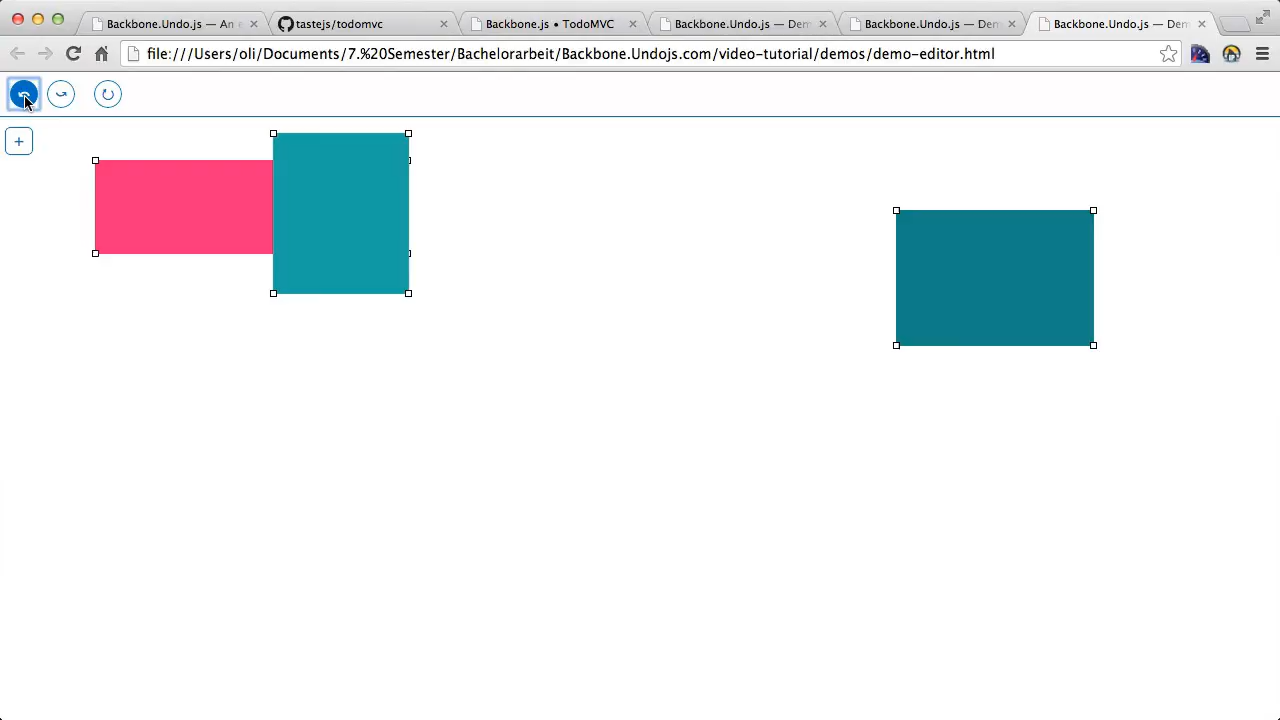 Backbone.Undo.js — An e
tastejs/todomvc
Backbone.js • TodoMVC
Backbone.Undo.js — Dem
Backbone.Undo.js — Dem
Backbone.Undo.js — Dem
file:///Users/oli/Documents/7.%20Semester/Bachelorarbeit/Backbone.Undojs.com/video-tutorial/demos/demo-editor.html